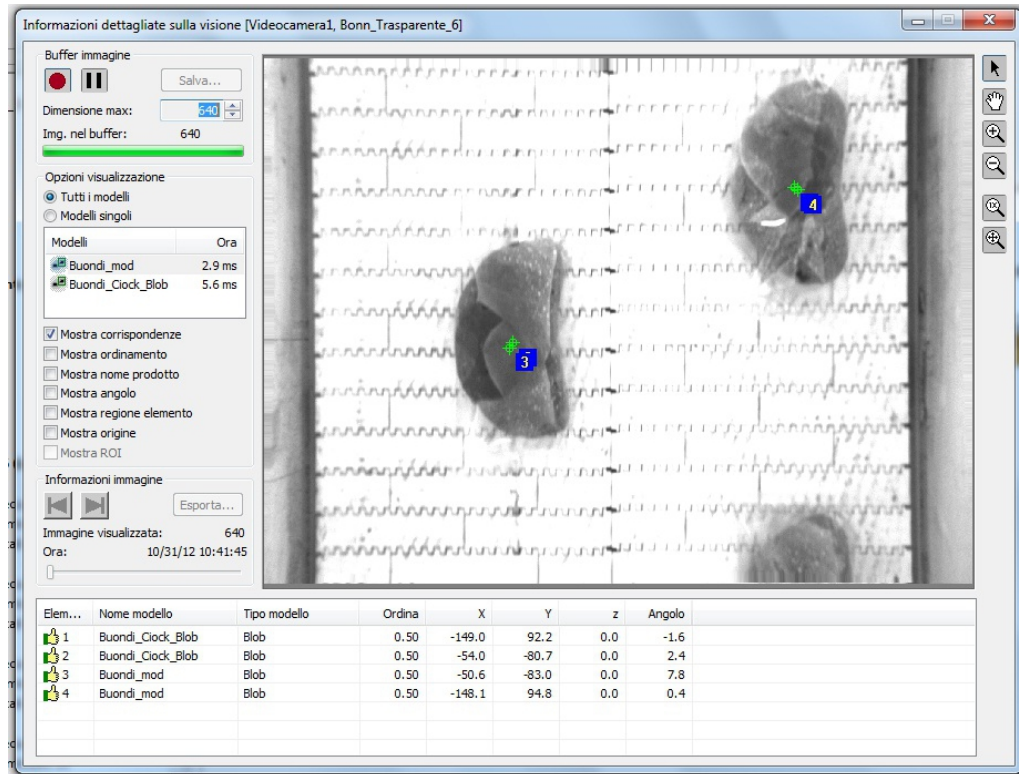 Informazioni dettagliate sulla visione [Videocamera1, Bonn_Trasparente_6]
Buffer immagine
Salva...
Dimensione max: 640
Img. nel buffer: 640
Opzioni visualizzazione
Tutti i modelli
Modelli singoli
Modelli Ora
Buondi_mod 2.9 ms
Buondi_Ciock_Blob 5.6 ms
Mostra corrispondenze
Mostra ordinamento
Mostra nome prodotto
Mostra angolo
Mostra regione elemento
Mostra origine
Mostra ROI
Informazioni immagine
Esporta...
Immagine visualizzata: 640
Ora: 10/31/12 10:41:45
4
3
1X
Elem... Nome modello Tipo modello Ordina X Y z Angolo
1 Buondi_Ciock_Blob Blob 0.50 -149.0 92.2 0.0 -1.6
2 Buondi_Ciock_Blob Blob 0.50 -54.0 -80.7 0.0 2.4
3 Buondi_mod Blob 0.50 -50.6 -83.0 0.0 7.8
4 Buondi_mod Blob 0.50 -148.1 94.8 0.0 0.4